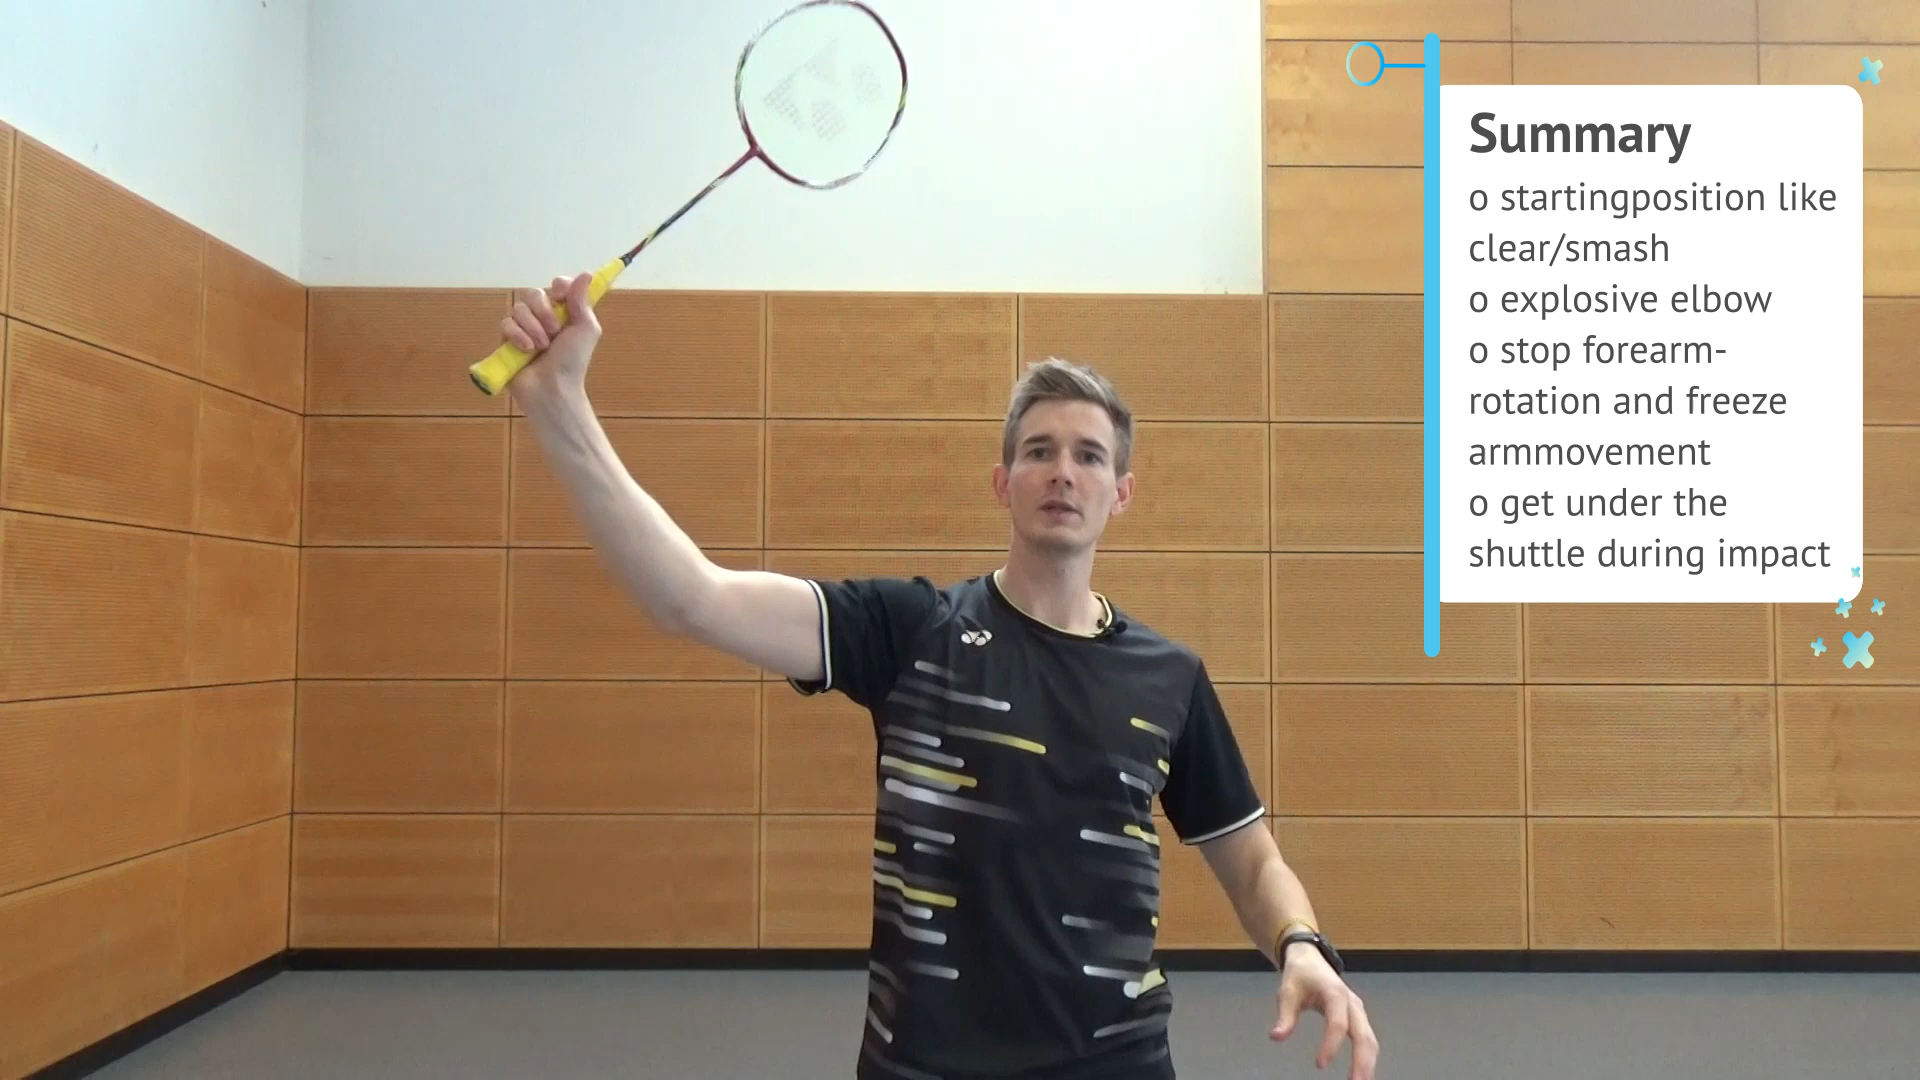 Summary
o startingposition like
clear/smash
o explosive elbow
o stop forearm-
rotation and freeze
armmovement
o get under the
shuttle during impact